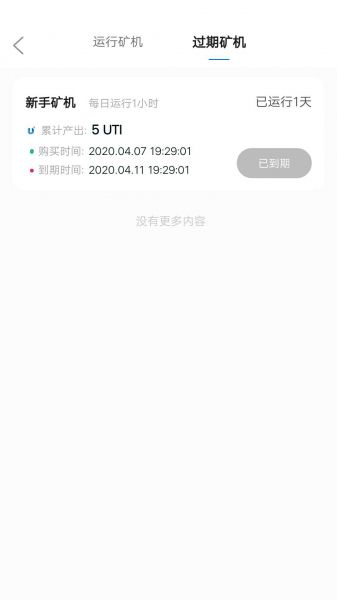 运行矿机 过期矿机
新手矿机 每日运行1小时 已运行1天
累计产出: 5 UTI
购买时间: 2020.04.07 19:29:01
到期时间: 2020.04.11 19:29:01
已到期
没有更多内容